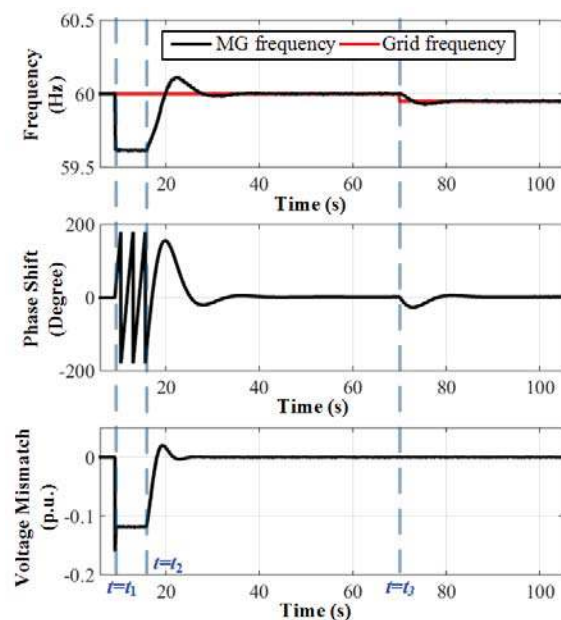 60.5
MG frequency Grid frequency
Frequency
(Hz)
60
59.5
20 40 60 80 100
Time (s)
200
Phase Shift
(Degree)
0
-200
20 40 60 80 100
Time (s)
0
Voltage Mismatch
(p.u.)
-0.1
-0.2
t=t1 t=t2 t=t3
20 40 60 80 100
Time (s)